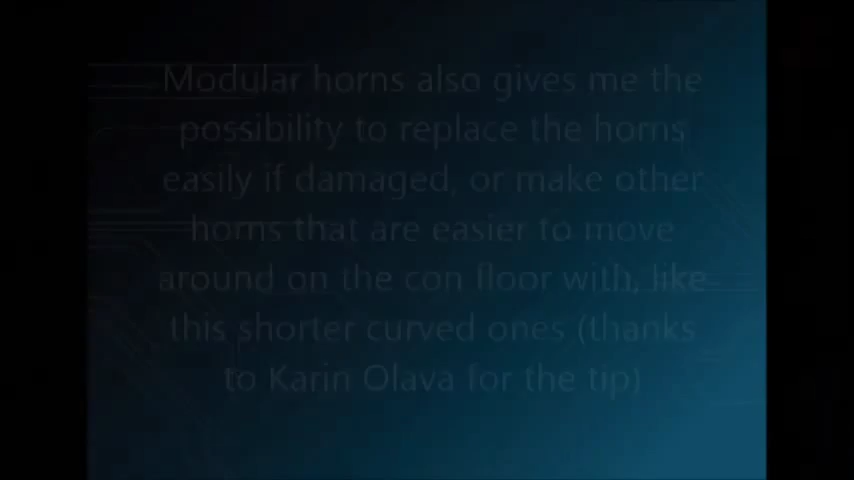 Modular horns also gives me the
possibility to replace the horns
easily if damaged, or make other
horns that are easier to move
around on the con floor with, like
this shorter curved ones (thanks
to Karin Olava for the tip)